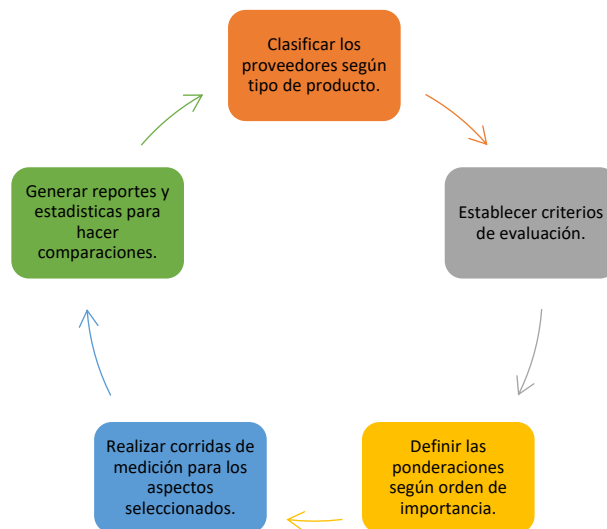 Clasificar los
proveedores según
tipo de producto.
Establecer criterios
de evaluación.
Definir las
ponderaciones
según orden de
importancia.
Realizar corridas de
medición para los
aspectos
seleccionados.
Generar reportes y
estadisticas para
hacer
comparaciones.